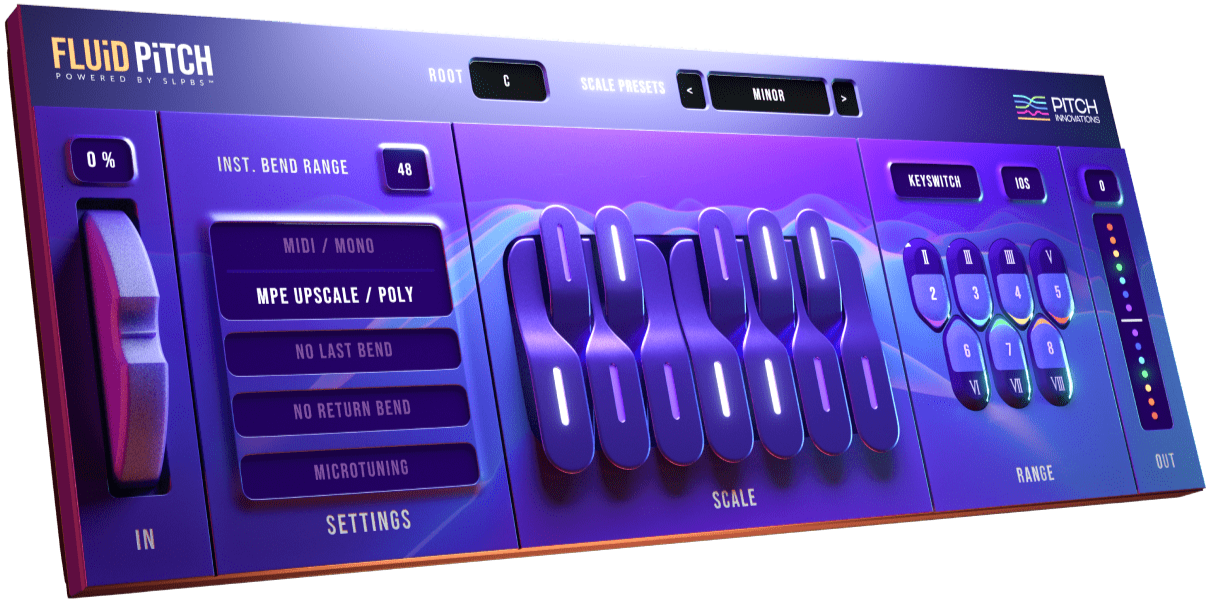 FLUiD PiTCH
POWERED BY SLPBS™
ROOT
C
SCALE PRESETS
<
MINOR
>
PITCH
INNOVATIONS
0 %
IN
INST. BEND RANGE
48
MIDI / MONO
MPE UPSCALE / POLY
NO LAST BEND
NO RETURN BEND
MICROTUNING
SETTINGS
SCALE
KEYSWITCH
IOS
II
III
IIII
V
2
3
4
5
6
7
8
VI
VII
VIII
RANGE
0
OUT